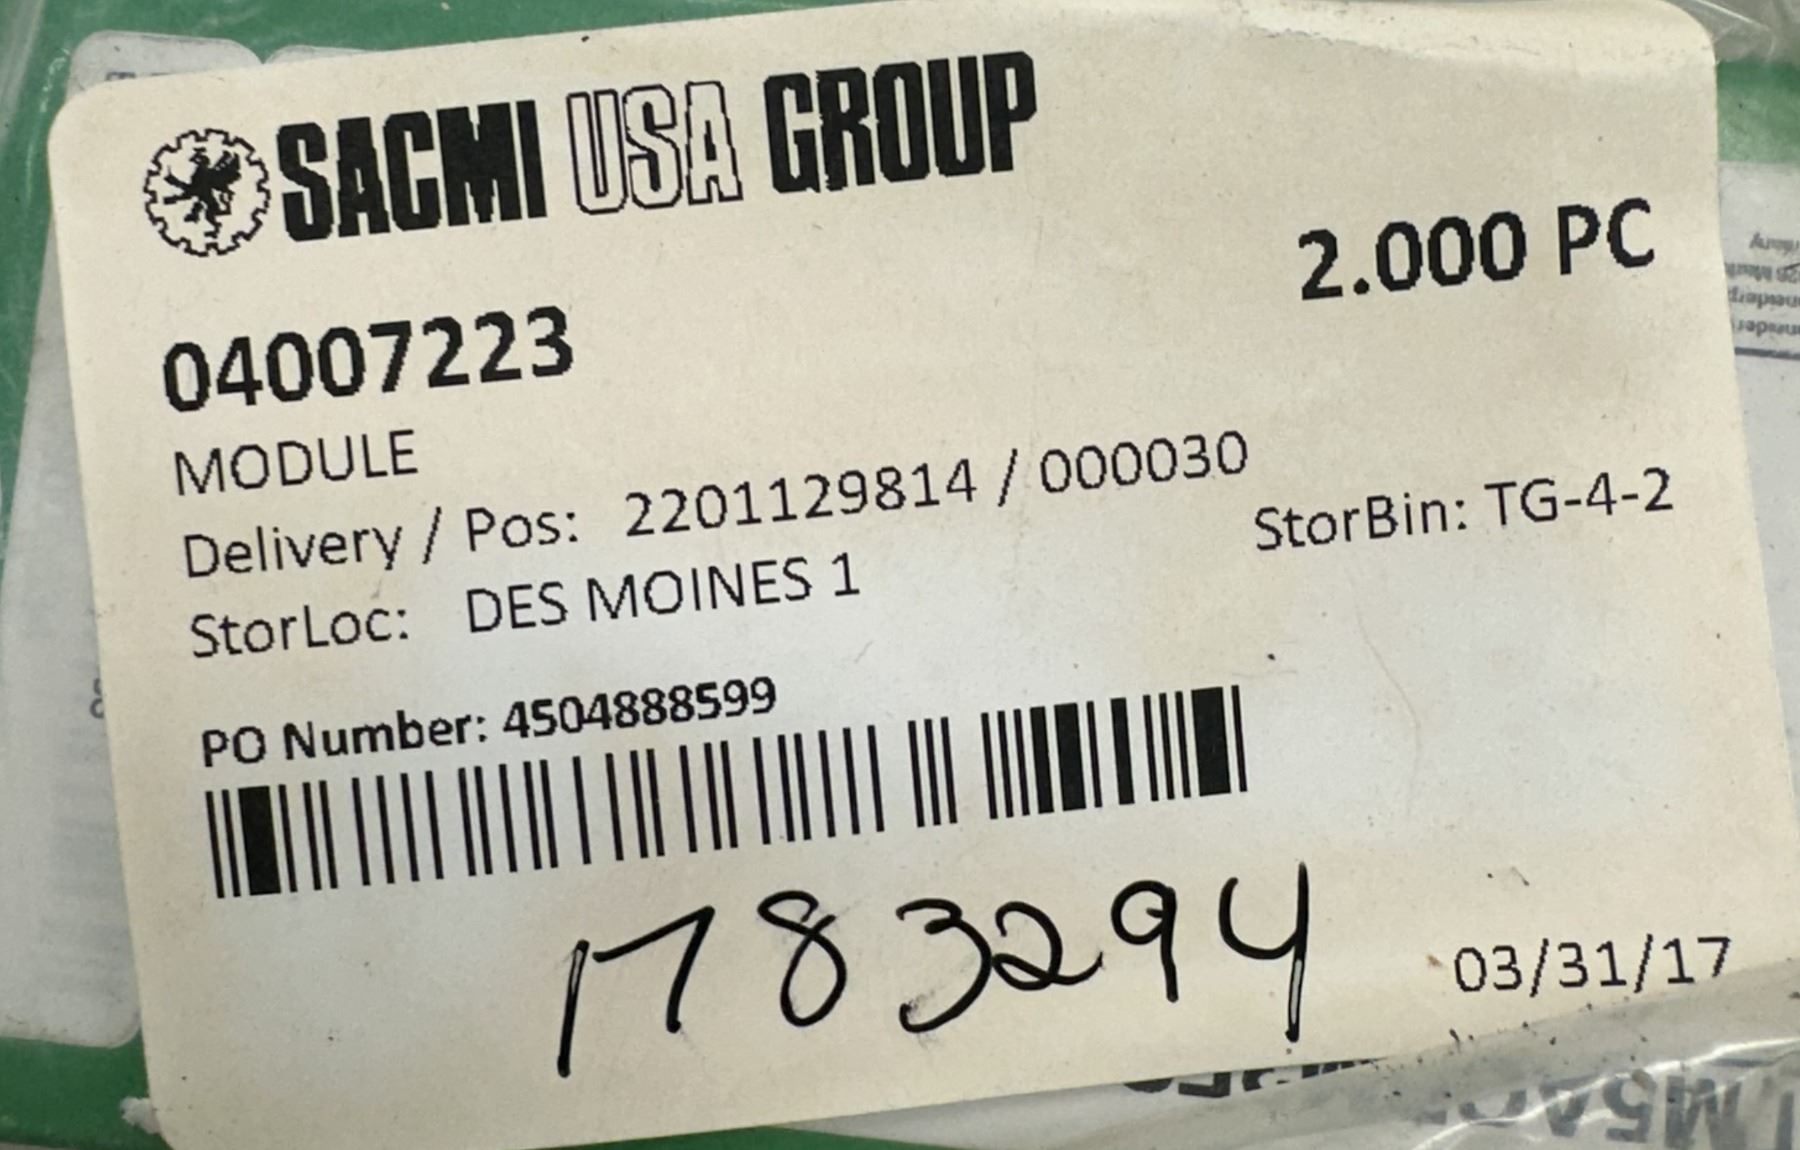 SACMI USA GROUP
2.000 PC
04007223
MODULE
Delivery / Pos: 2201129814 / 000030
StorLoc: DES MOINES 1
StorBin: TG-4-2
PO Number: 4504888599
1783294
03/31/17